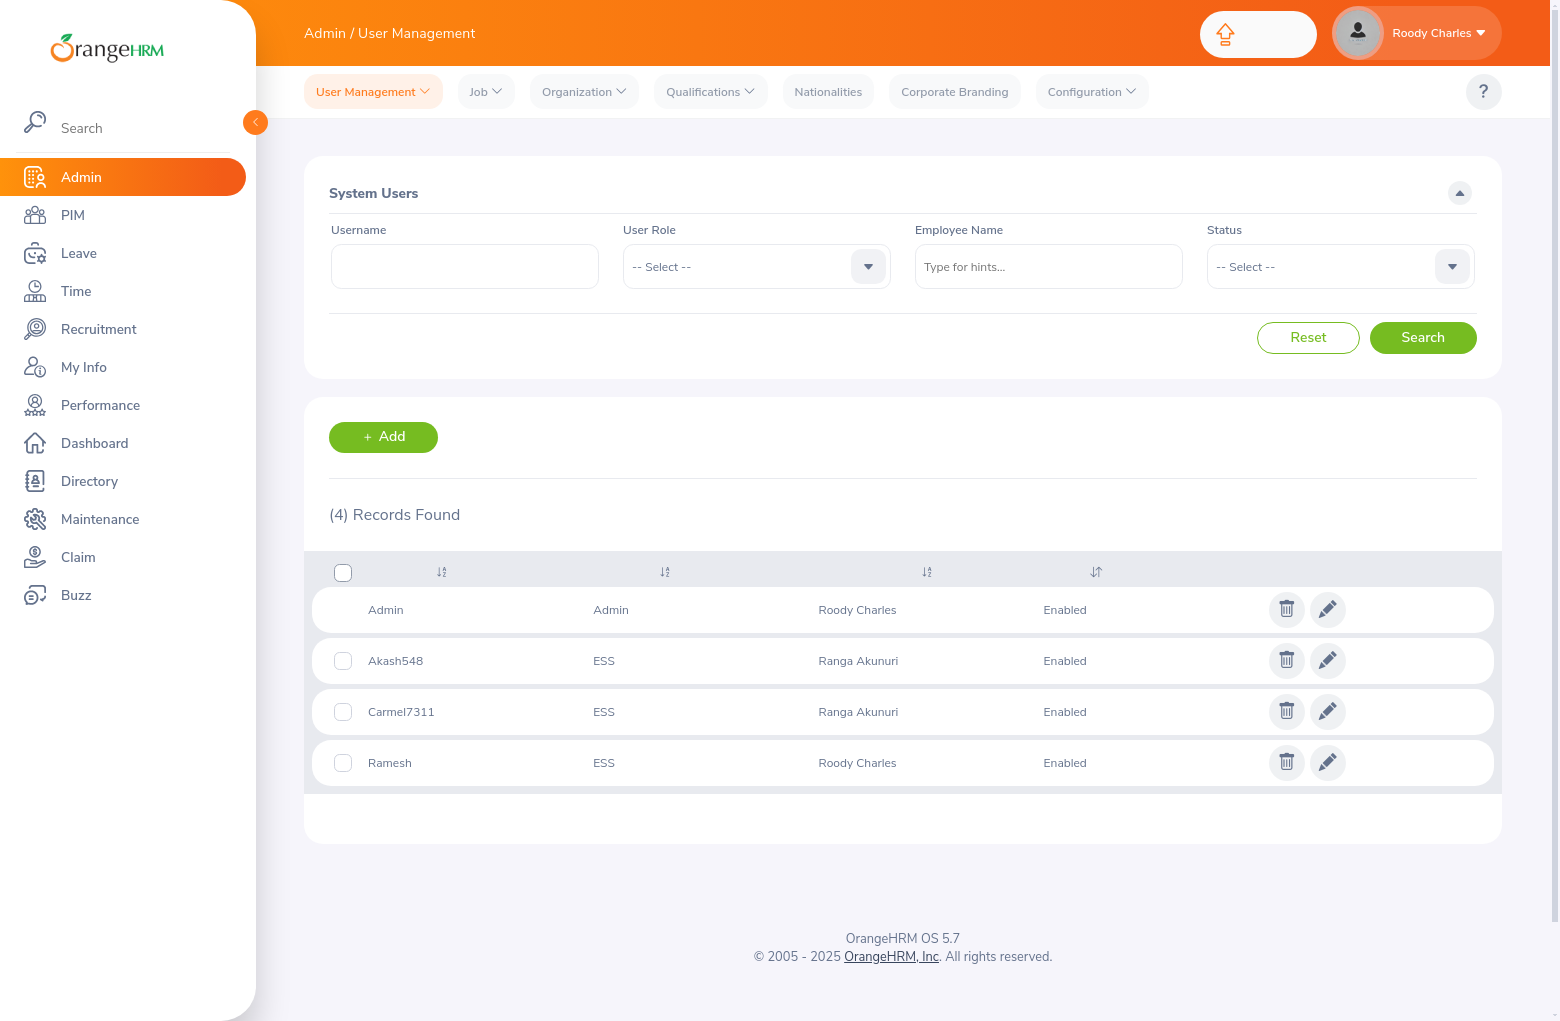 OrangeHRM
Admin / User Management
Roody Charles
User Management
Job
Organization
Qualifications
Nationalities
Corporate Branding
Configuration
?
Search
Admin
PIM
Leave
Time
Recruitment
My Info
Performance
Dashboard
Directory
Maintenance
Claim
Buzz
System Users
Username
User Role
Employee Name
Status
-- Select --
Type for hints...
-- Select --
Reset
Search
+ Add
(4) Records Found
Admin Admin Roody Charles Enabled
Akash548 ESS Ranga Akunuri Enabled
Carmel7311 ESS Ranga Akunuri Enabled
Ramesh ESS Roody Charles Enabled
OrangeHRM OS 5.7
© 2005 - 2025 OrangeHRM, Inc. All rights reserved.